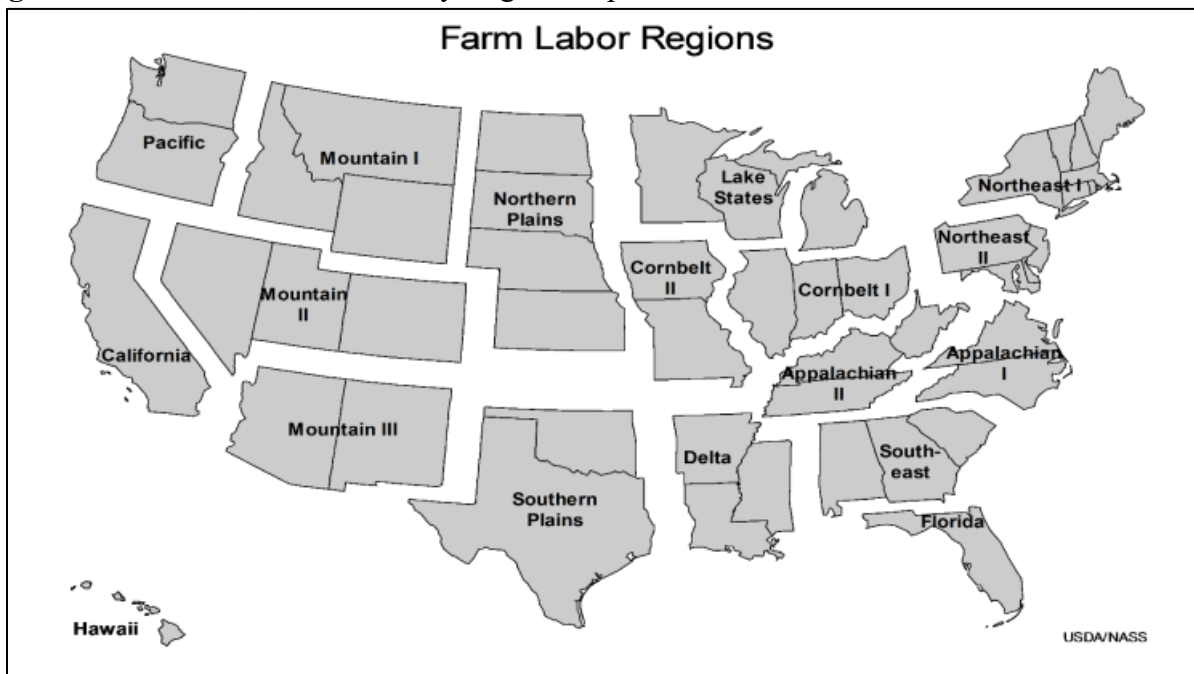 Farm Labor Regions
Pacific
Mountain I
Northern
Plains
Lake
States
Northeast I
Northeast
II
Cornbelt
II
Cornbelt I
Mountain
II
California
Appalachian
I
Appalachian
II
Mountain III
Delta
South-
east
Southern
Plains
Florida
Hawaii
USDA/NASS